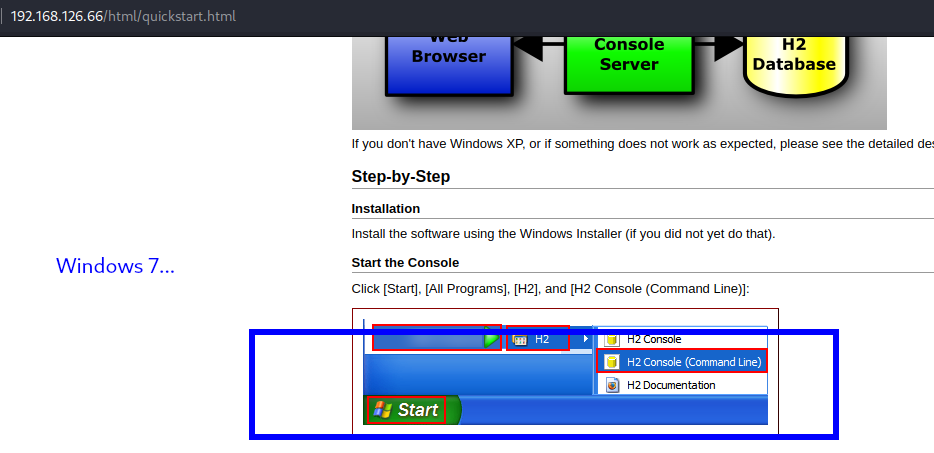 192.168.126.66/html/quickstart.html
Web
Browser
Console
Server
H2
Database
If you don't have Windows XP, or if something does not work as expected, please see the detailed
Step-by-Step
Installation
Install the software using the Windows Installer (if you did not yet do that).
Windows 7...
Start the Console
Click [Start], [All Programs], [H2], and [H2 Console (Command Line)]:
H2
H2 Console
H2 Console (Command Line)
H2 Documentation
Start